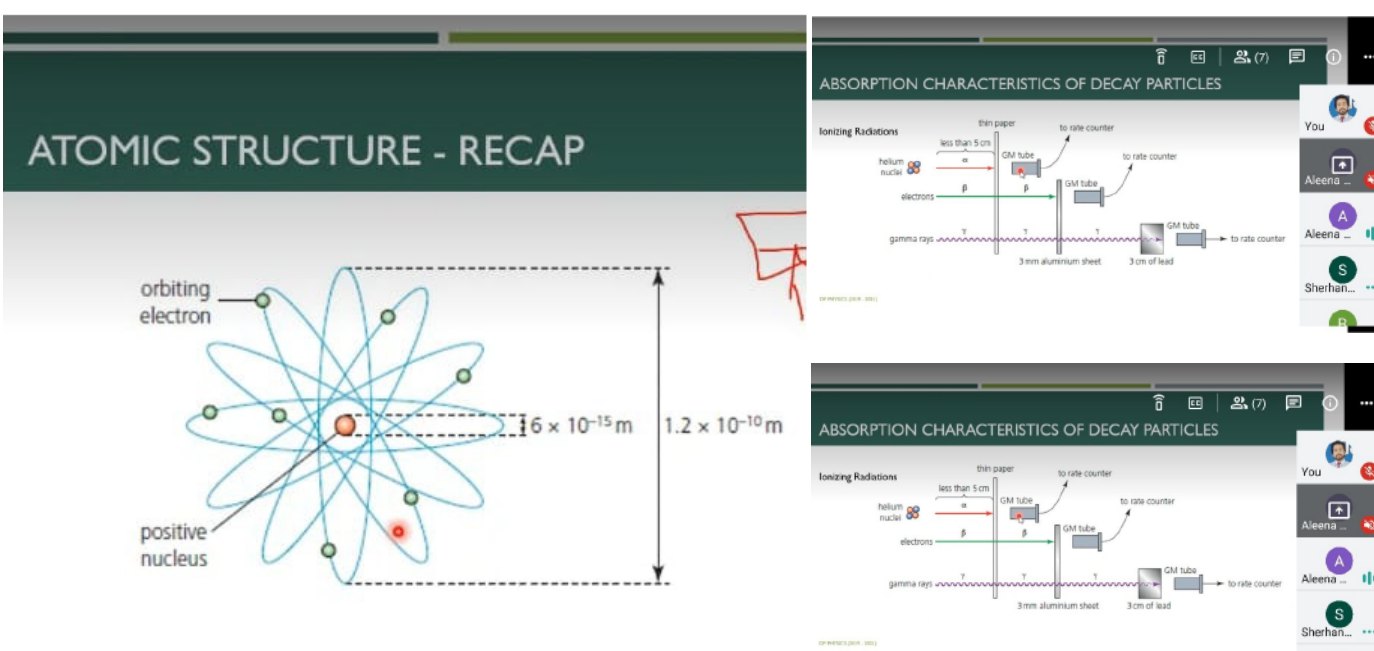 ATOMIC STRUCTURE - RECAP
orbiting
electron
6 × 10⁻¹⁵ m
1.2 × 10⁻¹⁰ m
positive
nucleus
CC
(7)
ABSORPTION CHARACTERISTICS OF DECAY PARTICLES
Ionizing Radiations
thin paper
to rate counter
less than 5 cm
α
GM tube
to rate counter
helium
nuclei
β
β
GM tube
electrons
γ
γ
γ
GM tube
gamma rays
to rate counter
3 mm aluminium sheet
3 cm of lead
You
Aleena ...
A
Aleena ...
S
Sherhan...
CC
(7)
ABSORPTION CHARACTERISTICS OF DECAY PARTICLES
Ionizing Radiations
thin paper
to rate counter
less than 5 cm
α
GM tube
to rate counter
helium
nuclei
β
β
GM tube
electrons
γ
γ
γ
GM tube
gamma rays
to rate counter
3 mm aluminium sheet
3 cm of lead
You
Aleena ...
A
Aleena ...
S
Sherhan...